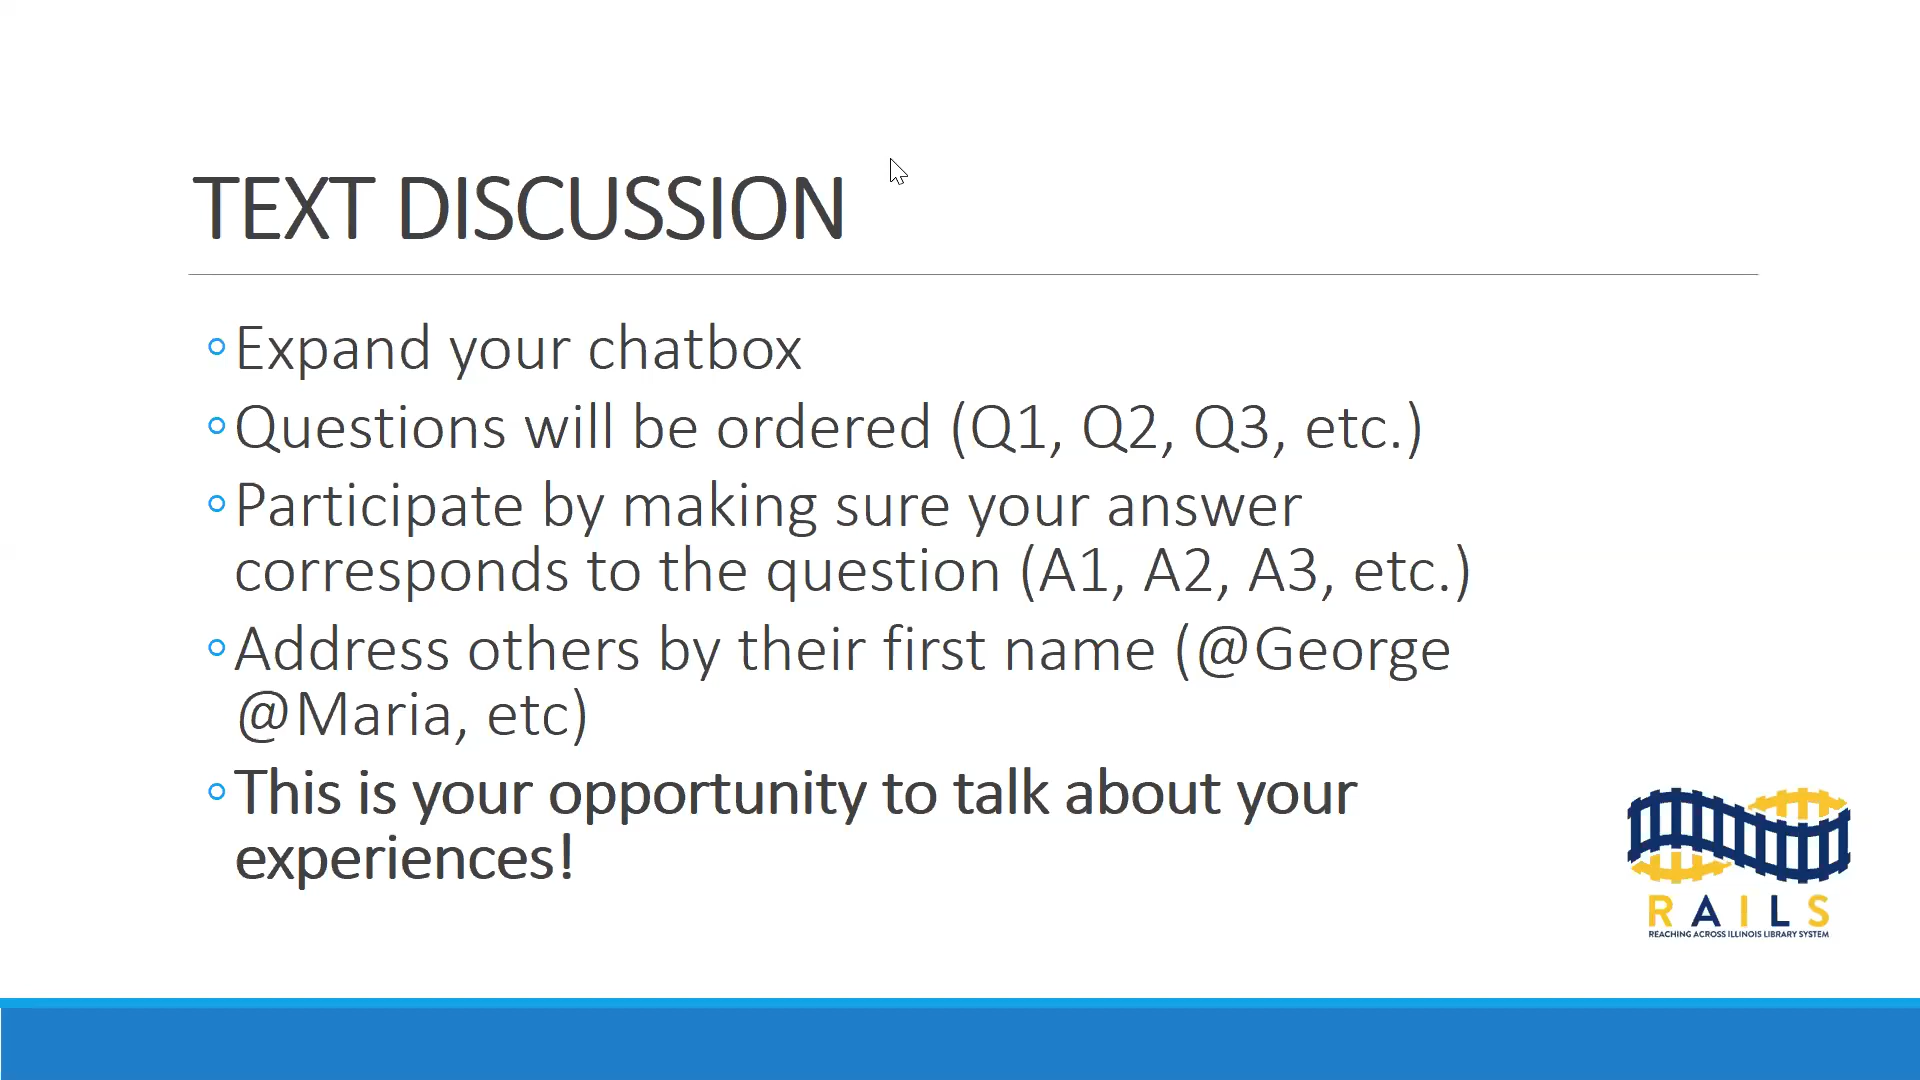 TEXT DISCUSSION
◦Expand your chatbox
◦Questions will be ordered (Q1, Q2, Q3, etc.)
◦Participate by making sure your answer
corresponds to the question (A1, A2, A3, etc.)
◦Address others by their first name (@George
@Maria, etc)
◦This is your opportunity to talk about your
experiences!
RAILS
REACHING ACROSS ILLINOIS LIBRARY SYSTEM